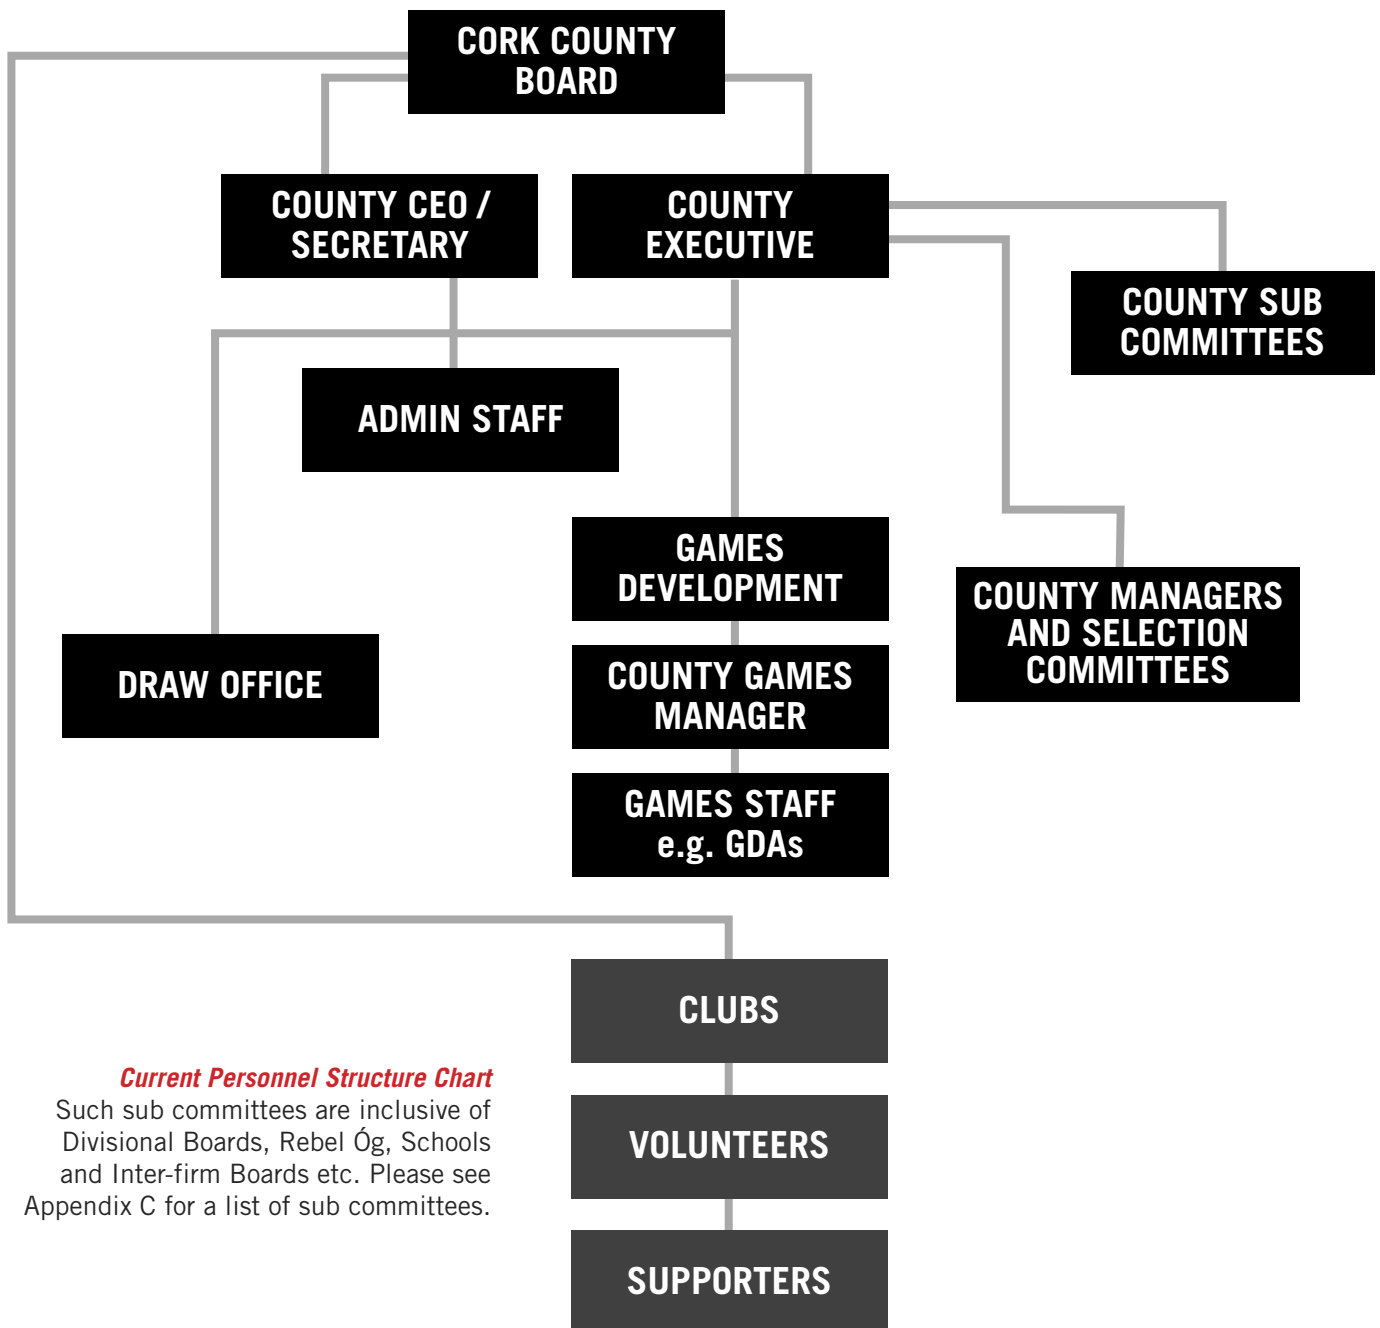 CORK COUNTY
BOARD
COUNTY CEO /
SECRETARY
COUNTY
EXECUTIVE
COUNTY SUB
COMMITTEES
ADMIN STAFF
GAMES
DEVELOPMENT
COUNTY MANAGERS
AND SELECTION
COMMITTEES
DRAW OFFICE
COUNTY GAMES
MANAGER
GAMES STAFF
e.g. GDAs
CLUBS
VOLUNTEERS
SUPPORTERS
Current Personnel Structure Chart
Such sub committees are inclusive of
Divisional Boards, Rebel Óg, Schools
and Inter-firm Boards etc. Please see
Appendix C for a list of sub committees.